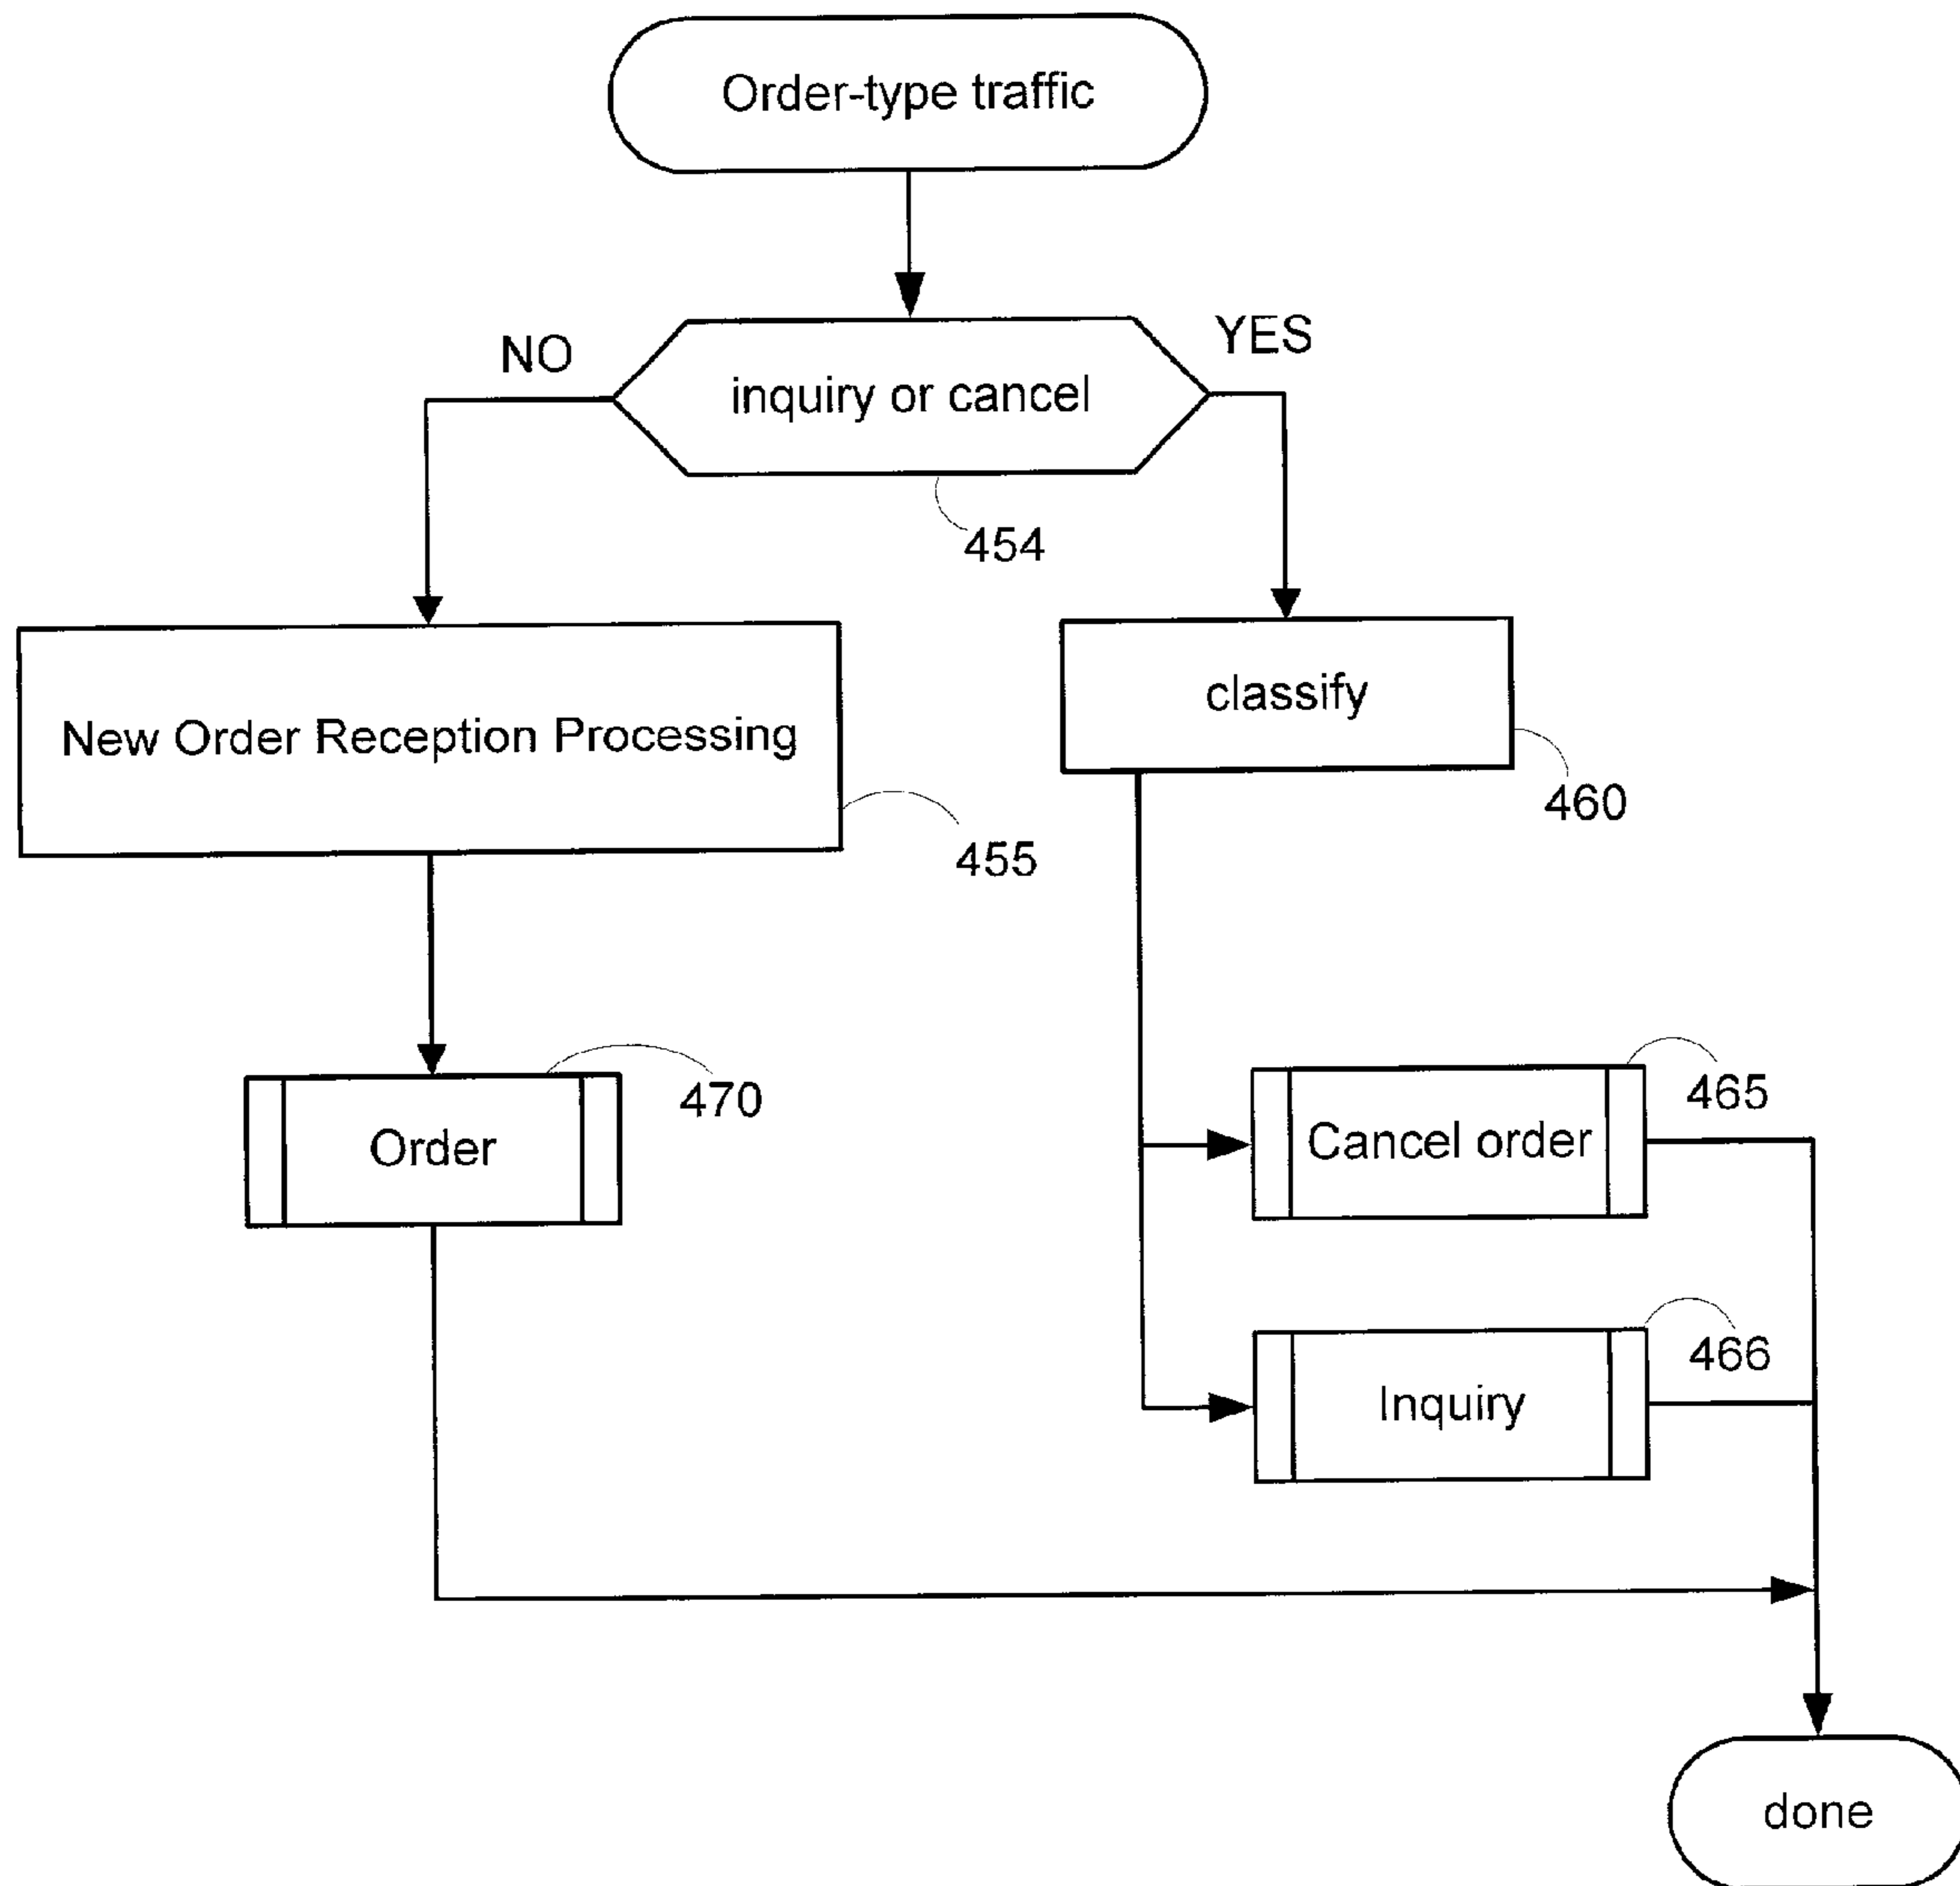 Order-type traffic
NO
YES
inquiry or cancel
454
New Order Reception Processing
455
classify
460
Order
470
Cancel order
465
Inquiry
466
done